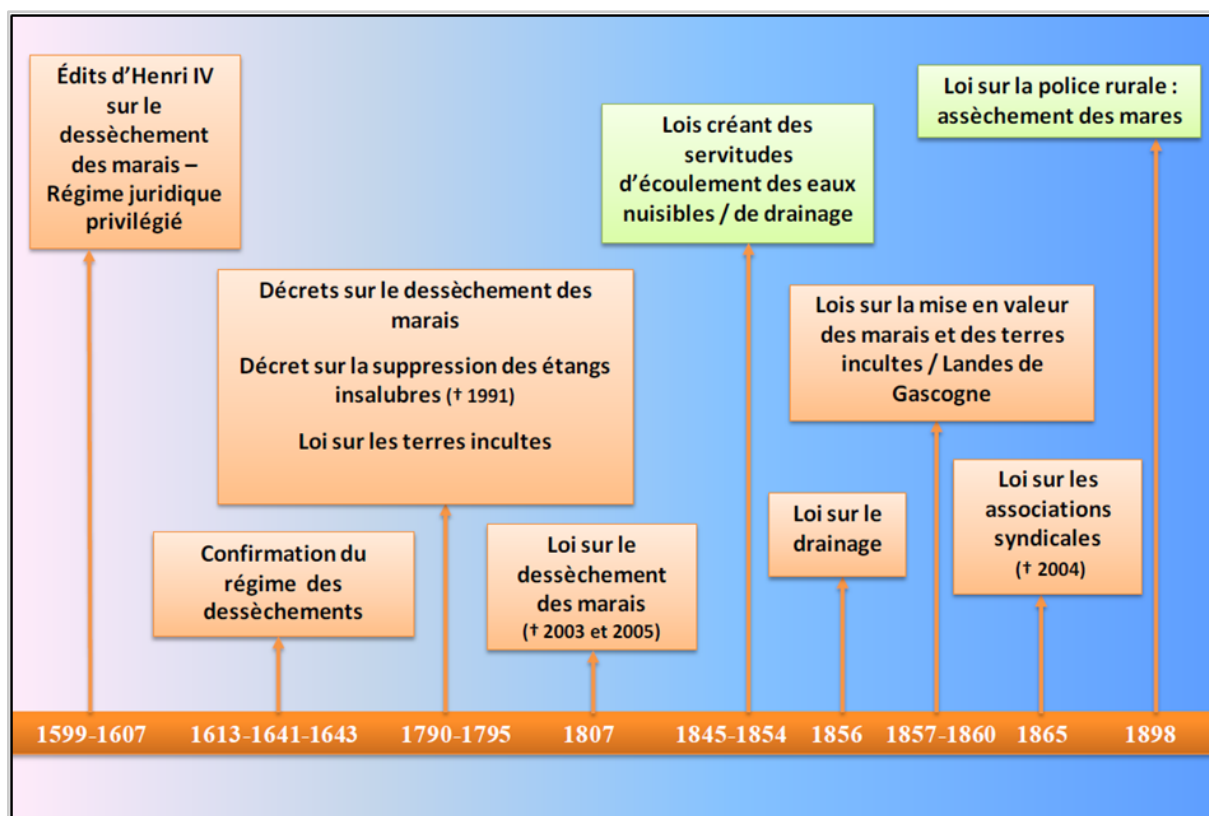 Édits d’Henri IV
sur le
dessèchement
des marais –
Régime juridique
privilégié
Loi sur la police rurale :
assèchement des mares
Lois créant des
servitudes
d’écoulement des eaux
nuisibles / de drainage
Décrets sur le dessèchement des
marais
Décret sur la suppression des étangs
insalubres († 1991)
Loi sur les terres incultes
Lois sur la mise en valeur
des marais et des terres
incultes / Landes de
Gascogne
Confirmation du
régime des
dessèchements
Loi sur le
dessèchement
des marais
(† 2003 et 2005)
Loi sur le
drainage
Loi sur les
associations
syndicales
(† 2004)
1599-1607 1613-1641-1643 1790-1795 1807 1845-1854 1856 1857-1860 1865 1898